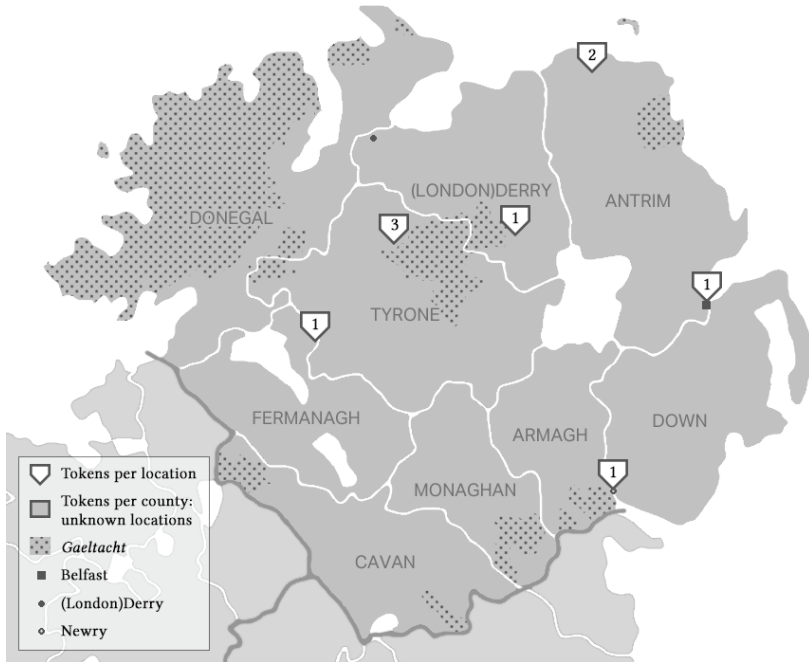 2
(LONDON)DERRY
ANTRIM
DONEGAL
3
1
1
TYRONE
1
FERMANAGH
DOWN
ARMAGH
1
MONAGHAN
CAVAN
Tokens per location
Tokens per county:
unknown locations
Gaeltacht
Belfast
(London)Derry
Newry